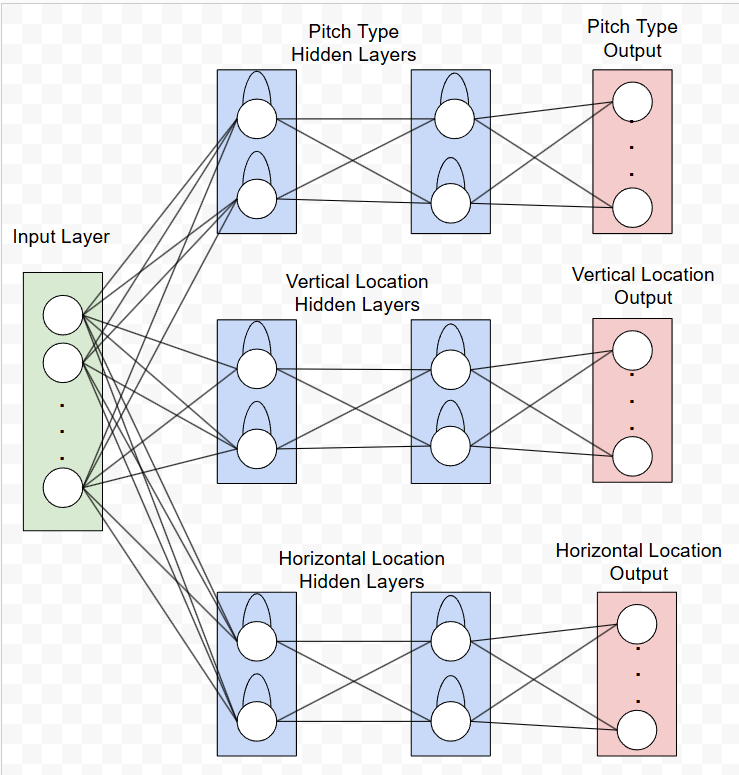 Pitch Type
Hidden Layers
Pitch Type
Output
Input Layer
Vertical Location
Hidden Layers
Vertical Location
Output
Horizontal Location
Hidden Layers
Horizontal Location
Output